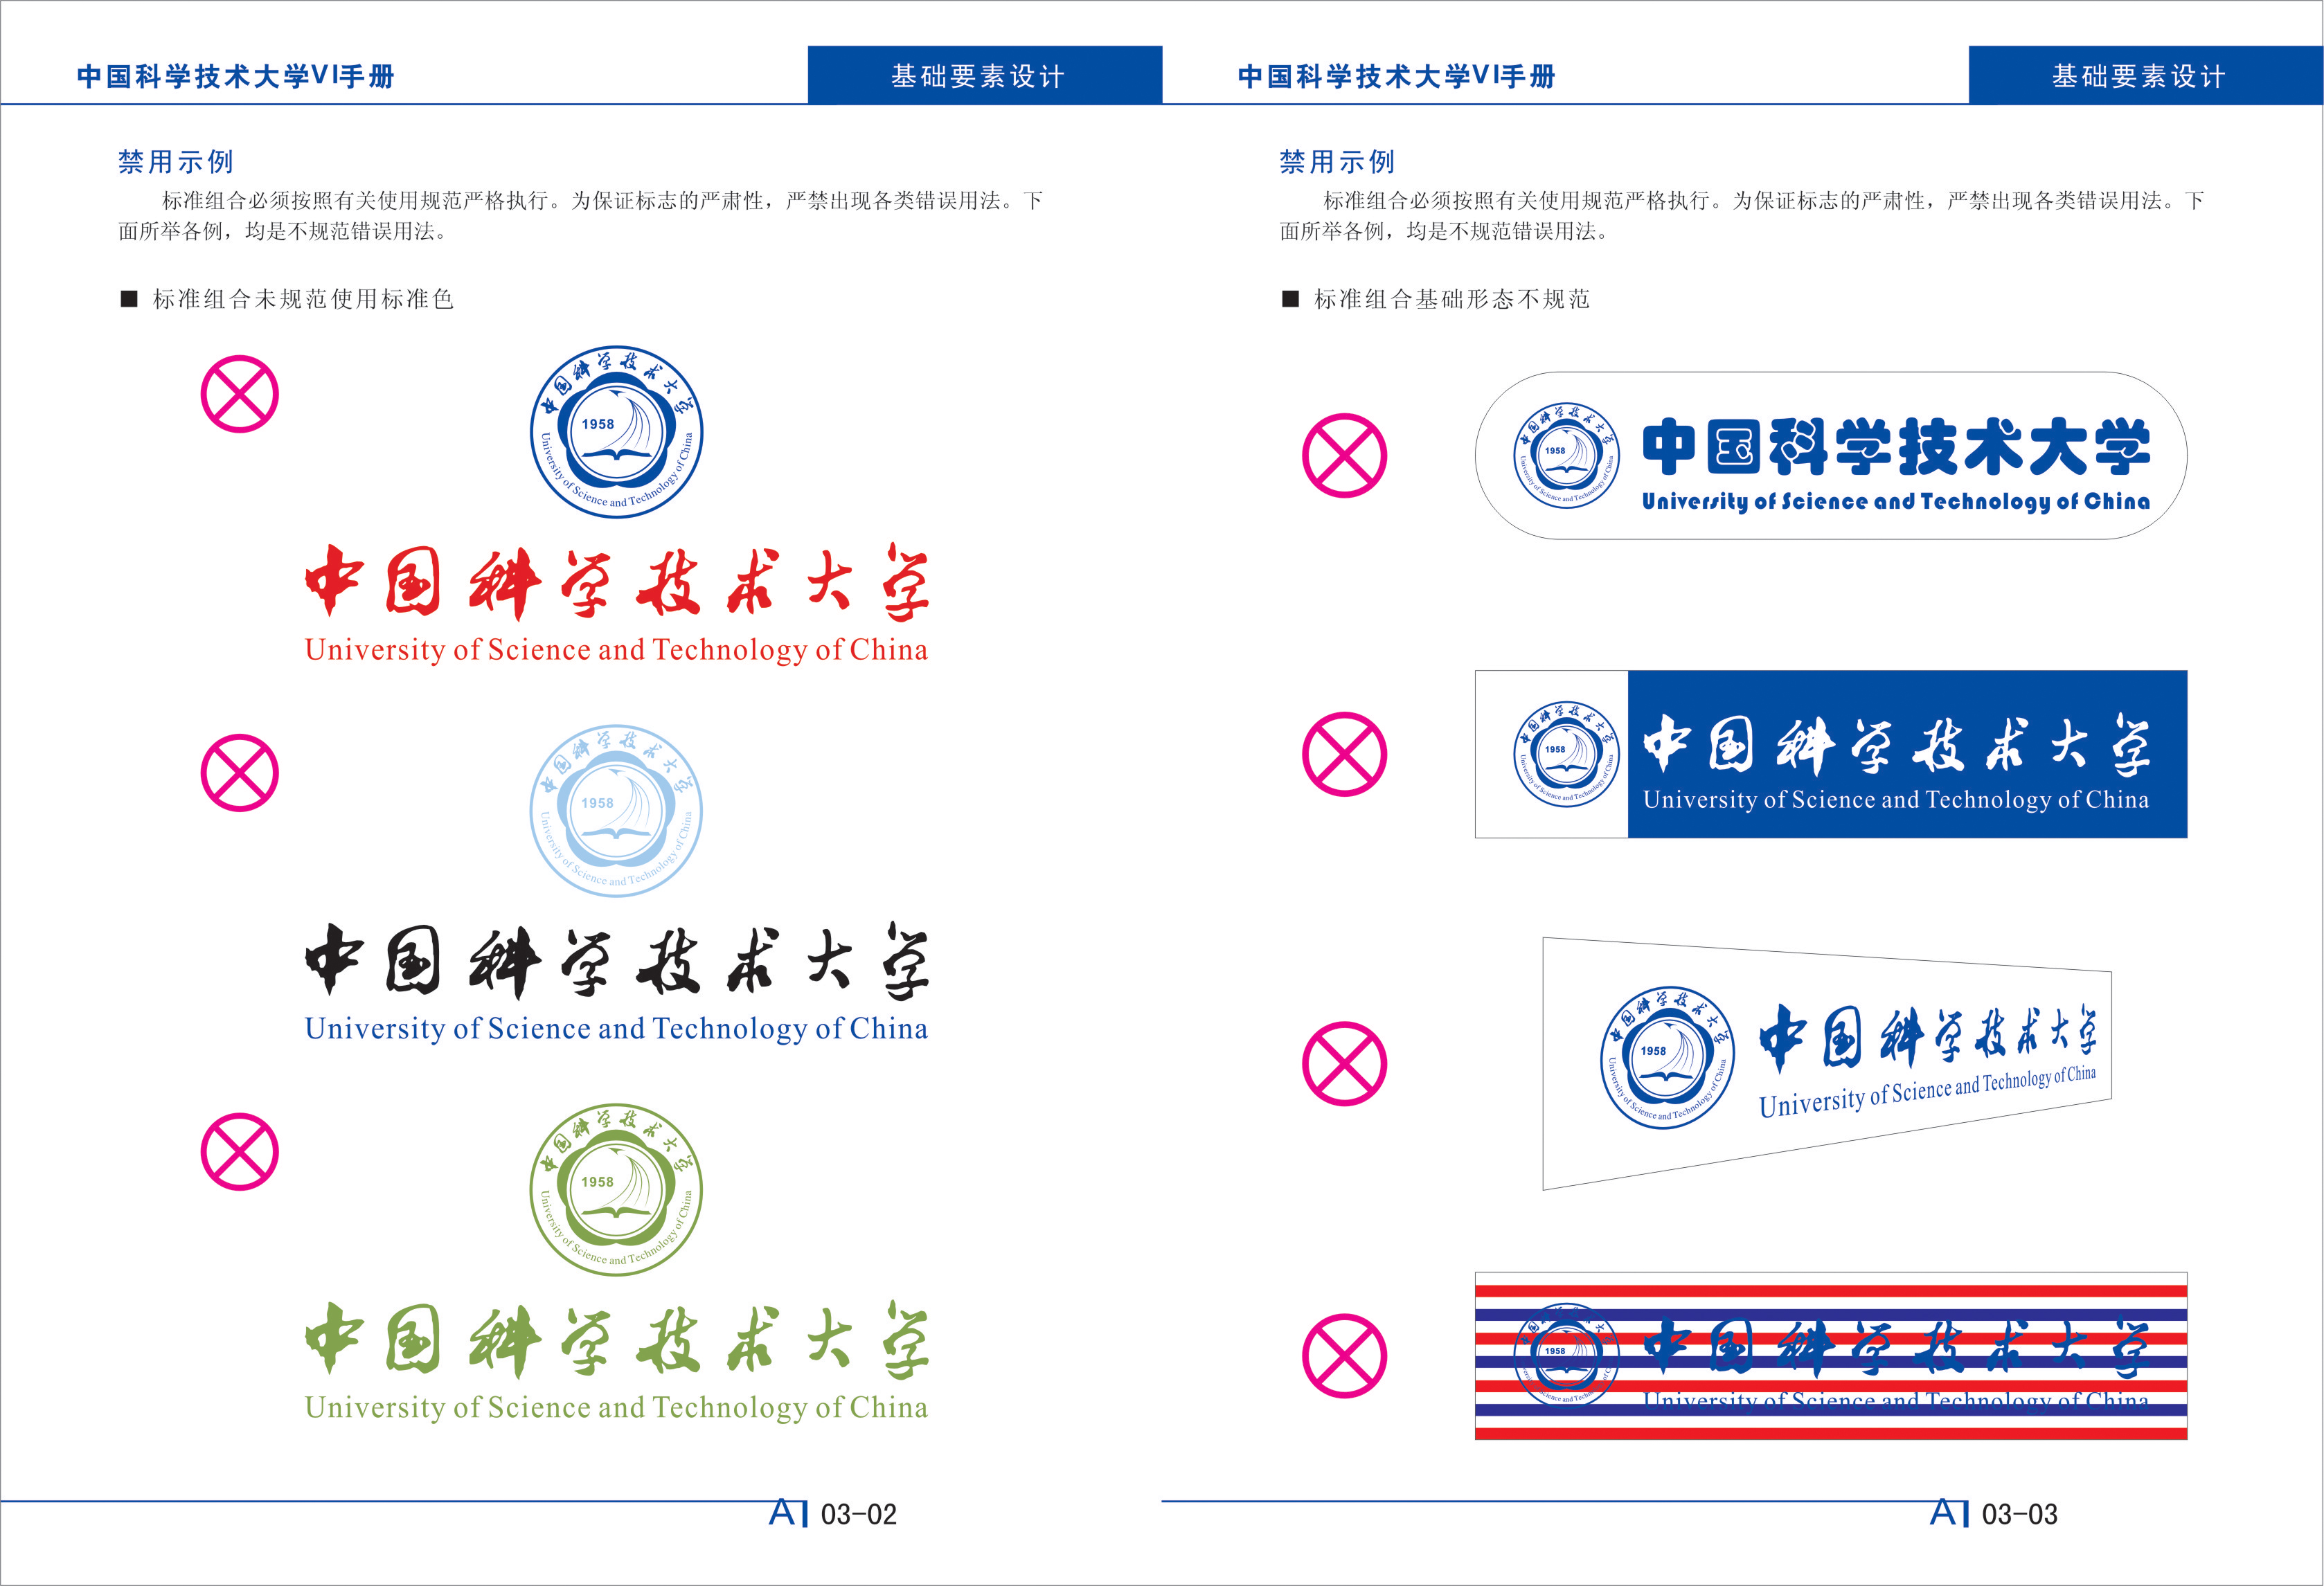 中国科学技术大学VI手册
基础要素设计
禁用示例
标准组合必须按照有关使用规范严格执行。为保证标志的严肃性，严禁出现各类错误用法。下
面所举各例，均是不规范错误用法。
■ 标准组合未规范使用标准色
中国科学技术大学
1958
University of Science and Technology of China
中国科学技术大学
University of Science and Technology of China
中国科学技术大学
1958
University of Science and Technology of China
中国科学技术大学
University of Science and Technology of China
中国科学技术大学
1958
University of Science and Technology of China
中国科学技术大学
University of Science and Technology of China
A1 03-02
中国科学技术大学VI手册
基础要素设计
禁用示例
标准组合必须按照有关使用规范严格执行。为保证标志的严肃性，严禁出现各类错误用法。下
面所举各例，均是不规范错误用法。
■ 标准组合基础形态不规范
中国科学技术大学
1958
University of Science and Technology of China
中国科学技术大学
University of Science and Technology of China
中国科学技术大学
1958
University of Science and Technology of China
中国科学技术大学
University of Science and Technology of China
中国科学技术大学
1958
University of Science and Technology of China
中国科学技术大学
University of Science and Technology of China
1958
中国科学技术大学
University of Science and Technology of China
A1 03-03